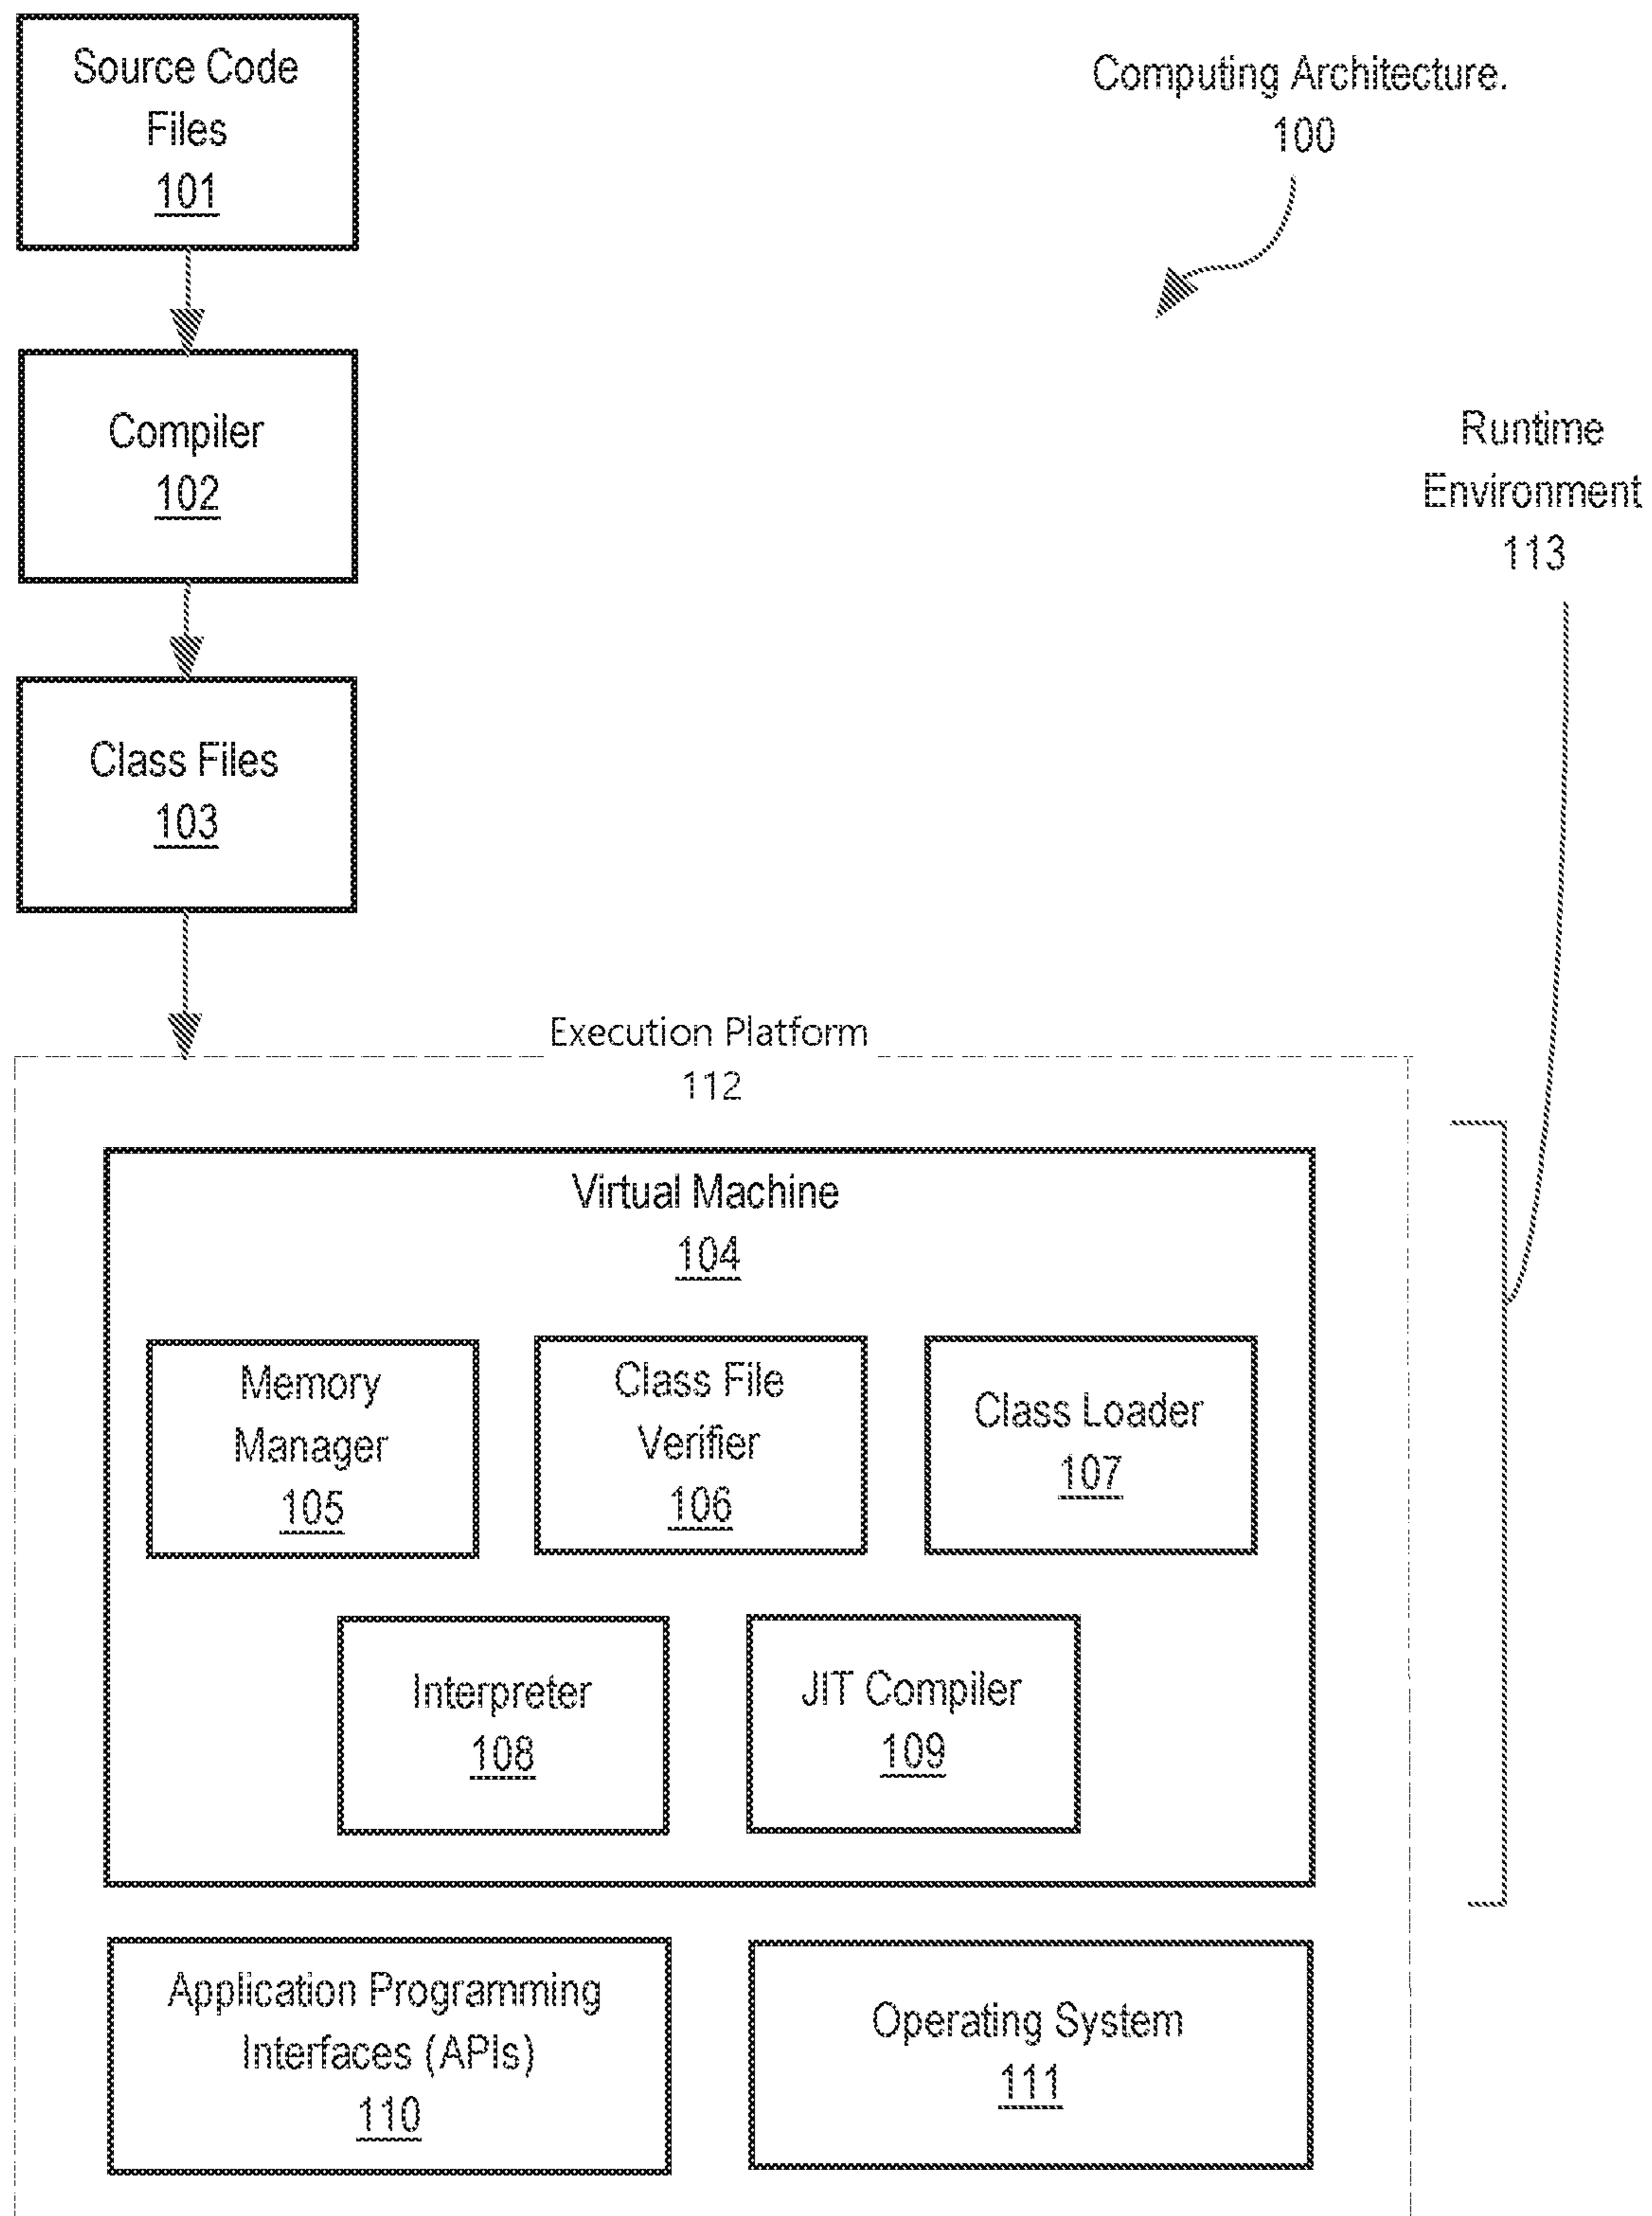 Source Code
Files
101
Computing Architecture.
100
Compiler
102
Runtime
Environment
113
Class Files
103
Execution Platform
112
Virtual Machine
104
Memory
Manager
105
Class File
Verifier
106
Class Loader
107
Interpreter
108
JIT Compiler
109
Application Programming
Interfaces (APIs)
110
Operating System
111